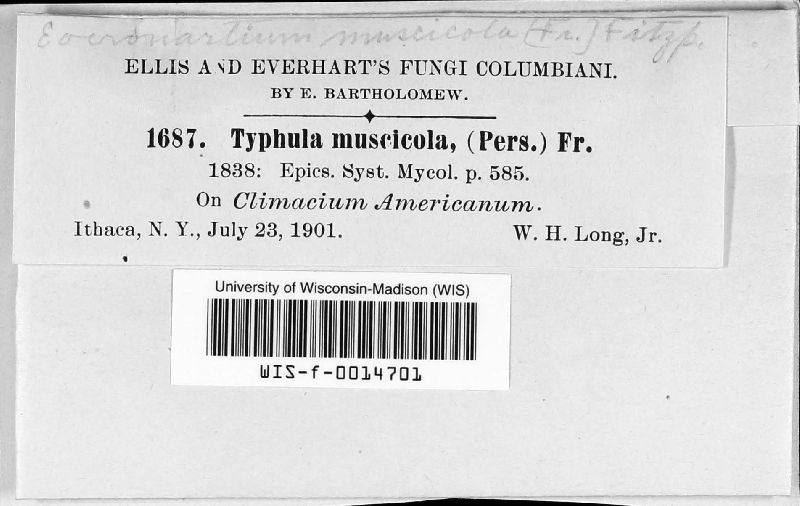 Eocronartium muscicola (Fr.) Fitzp.
ELLIS AND EVERHART'S FUNGI COLUMBIANI.
BY E. BARTHOLOMEW.
1687. Typhula muscicola, (Pers.) Fr.
1838: Epics. Syst. Mycol. p. 585.
On Climacium Americanum.
Ithaca, N. Y., July 23, 1901. W. H. Long, Jr.
University of Wisconsin-Madison (WIS)
WIS-f-0014701